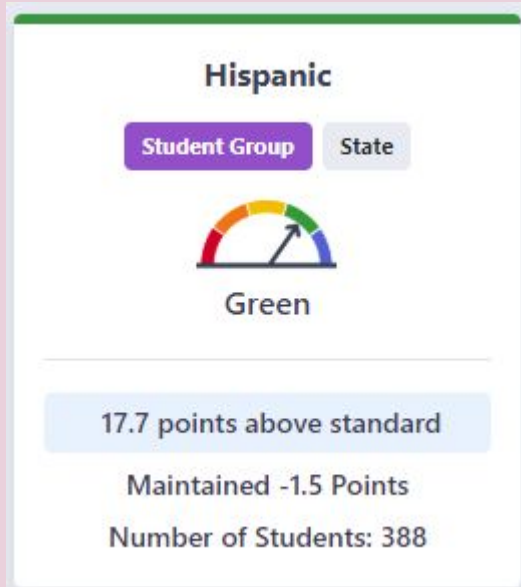 Hispanic
Student Group State
Green
17.7 points above standard
Maintained -1.5 Points
Number of Students: 388